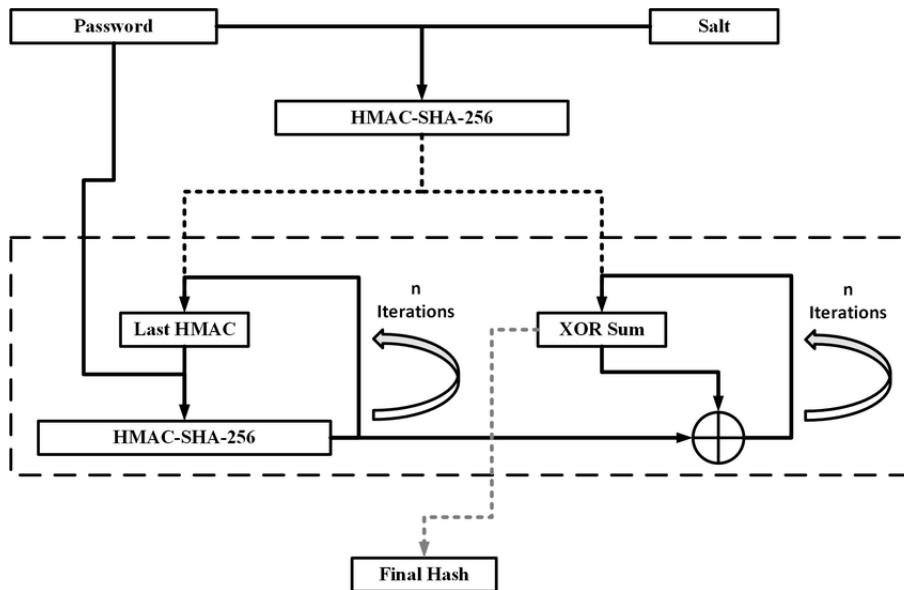 Password
Salt
HMAC-SHA-256
n
Iterations
n
Iterations
Last HMAC
XOR Sum
HMAC-SHA-256
Final Hash